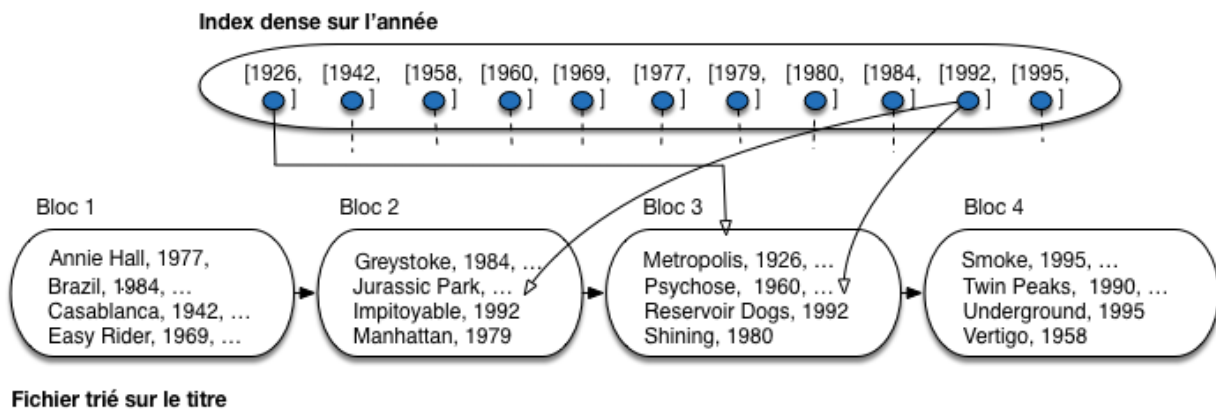 Index dense sur l'année
[1926, [1942, [1958, [1960, [1969, [1977, [1979, [1980, [1984, [1992, [1995,
] ] ] ] ] ] ] ] ] ] ]
Bloc 1 Bloc 2 Bloc 3 Bloc 4
Annie Hall, 1977,
Brazil, 1984, ...
Casablanca, 1942, ...
Easy Rider, 1969, ...
Greystoke, 1984, ...
Jurassic Park, ...
Impitoyable, 1992
Manhattan, 1979
Metropolis, 1926, ...
Psychose, 1960, ...
Reservoir Dogs, 1992
Shining, 1980
Smoke, 1995, ...
Twin Peaks, 1990, ...
Underground, 1995
Vertigo, 1958
Fichier trié sur le titre